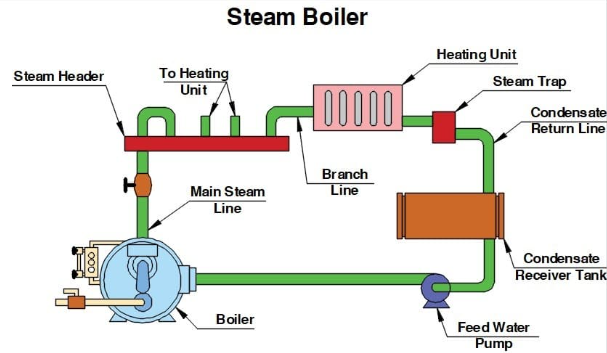 Steam Boiler
Heating Unit
Steam Header
To Heating
Unit
Steam Trap
Condensate
Return Line
Branch
Line
Main Steam
Line
Condensate
Receiver Tank
Boiler
Feed Water
Pump